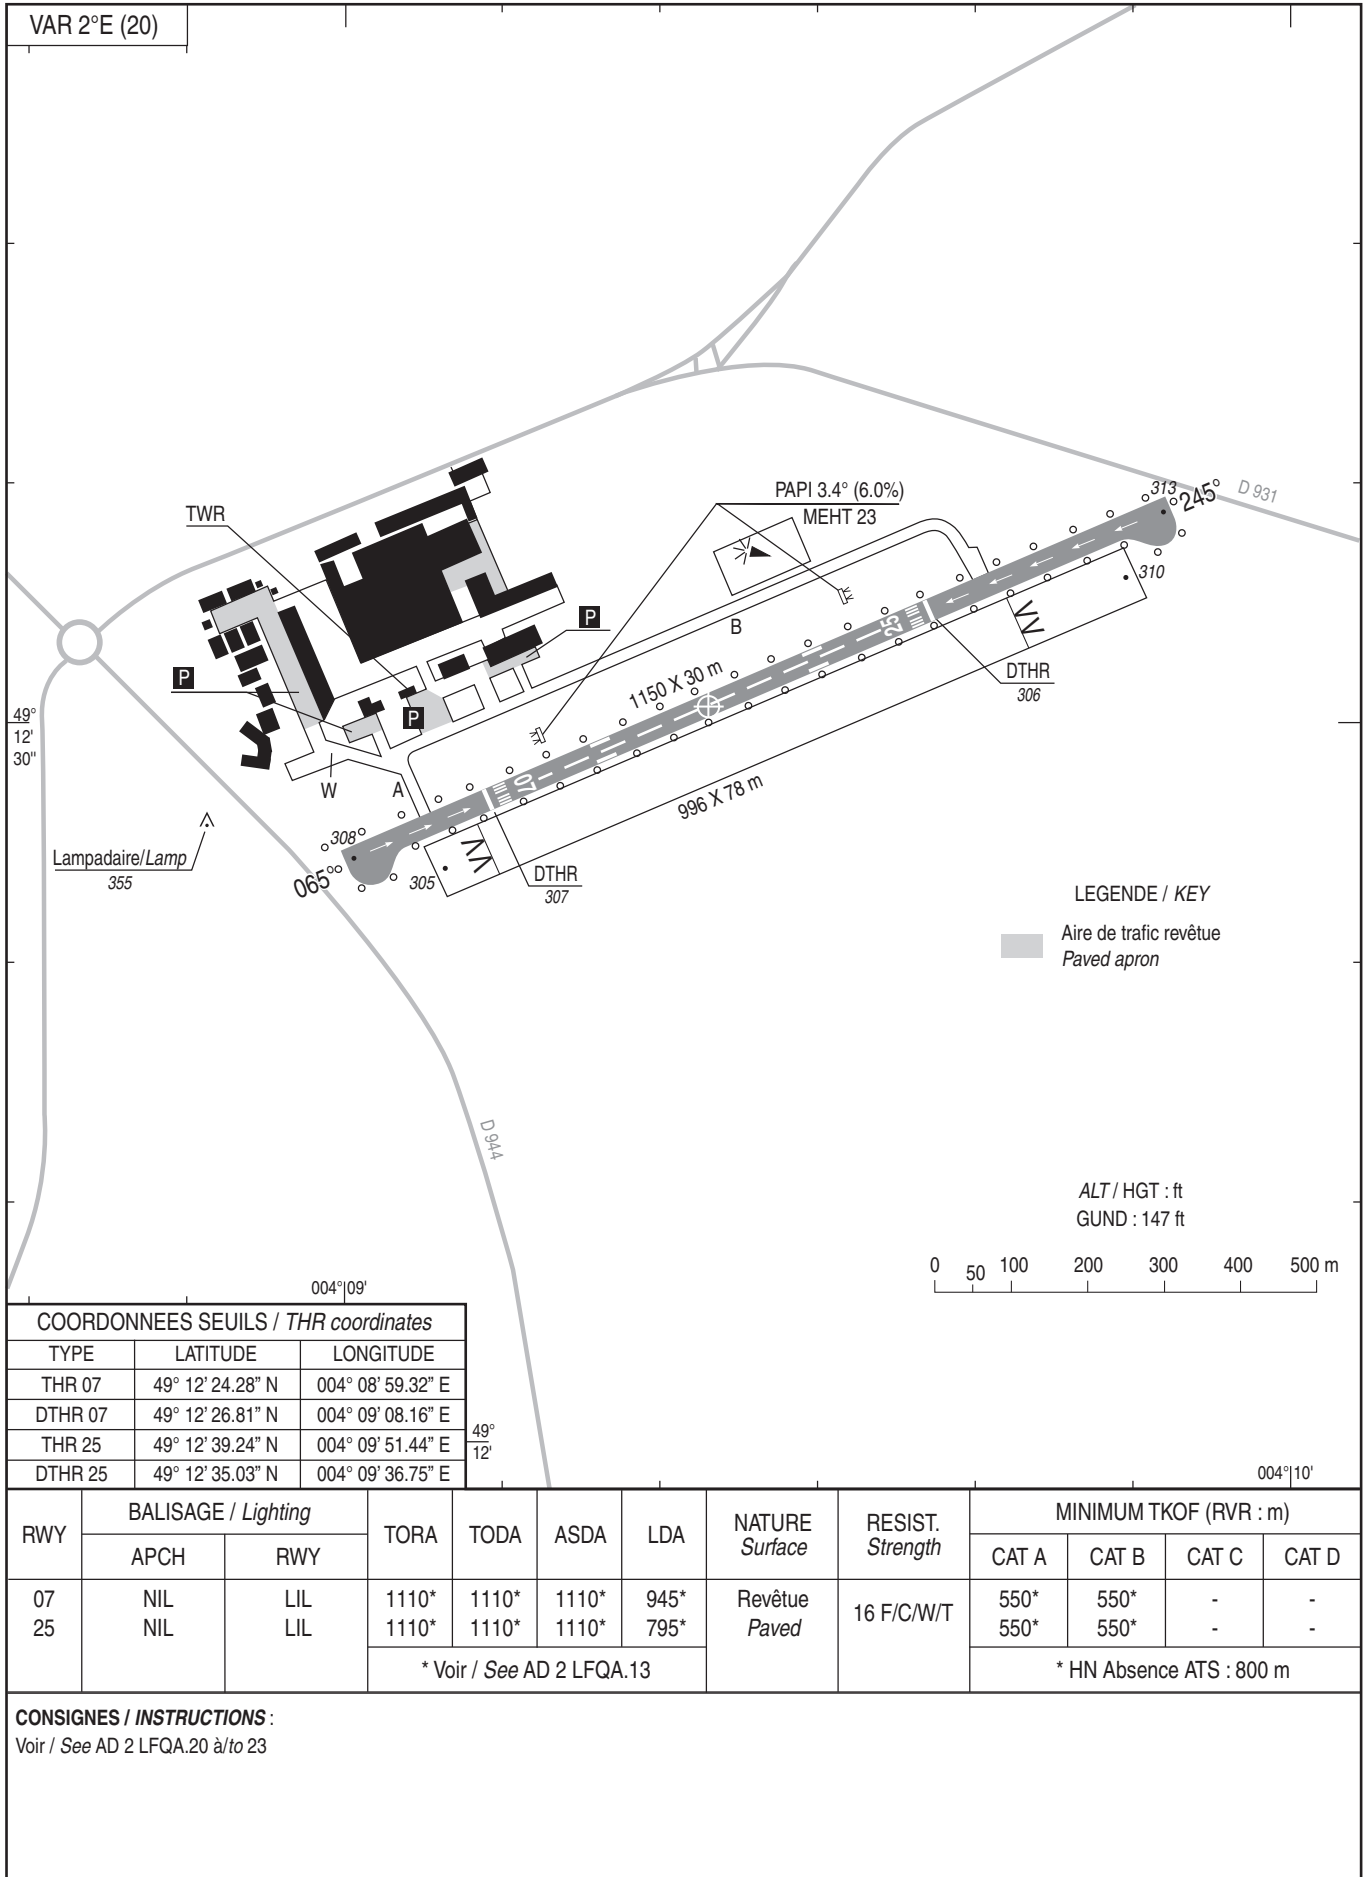 VAR 2°E (20)
313
245°
D 931
PAPI 3.4° (6.0%)
MEHT 23
TWR
310
P
B
25
DTHR
306
P
1150 X 30 m
P
49°
12'
30"
W
A
07
996 X 78 m
308
Lampadaire/Lamp
355
065°
305
DTHR
307
LEGENDE / KEY
Aire de trafic revêtue
Paved apron
D 944
ALT / HGT : ft
GUND : 147 ft
0 50 100 200 300 400 500 m
004° 09'
COORDONNEES SEUILS / THR coordinates
TYPE LATITUDE LONGITUDE
THR 07 49° 12' 24.28” N 004° 08' 59.32” E
DTHR 07 49° 12' 26.81” N 004° 09' 08.16” E
THR 25 49° 12' 39.24” N 004° 09' 51.44” E
DTHR 25 49° 12' 35.03” N 004° 09' 36.75” E
49°
12'
004° 10'
RWY BALISAGE / Lighting TORA TODA ASDA LDA NATURE RESIST. MINIMUM TKOF (RVR : m)
Surface Strength
APCH RWY CAT A CAT B CAT C CAT D
07 NIL LIL 1110* 1110* 1110* 945* Revêtue 16 F/C/W/T 550* 550* - -
25 NIL LIL 1110* 1110* 1110* 795* Paved 550* 550* - -
* Voir / See AD 2 LFQA.13 * HN Absence ATS : 800 m
CONSIGNES / INSTRUCTIONS :
Voir / See AD 2 LFQA.20 à/to 23